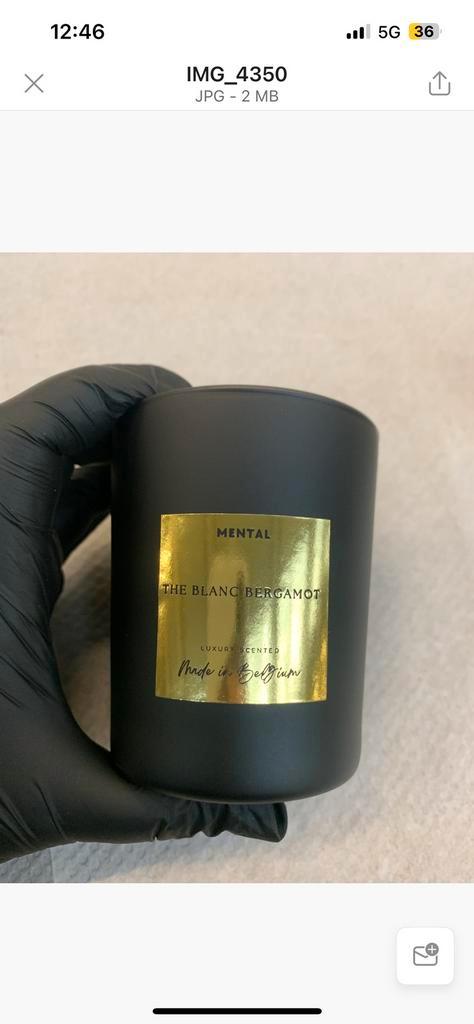 12:46
5G
36
IMG_4350
JPG - 2 MB
MENTAL
THE BLANC BERGAMOT
LUXURY SCENTED
Made in Belgium